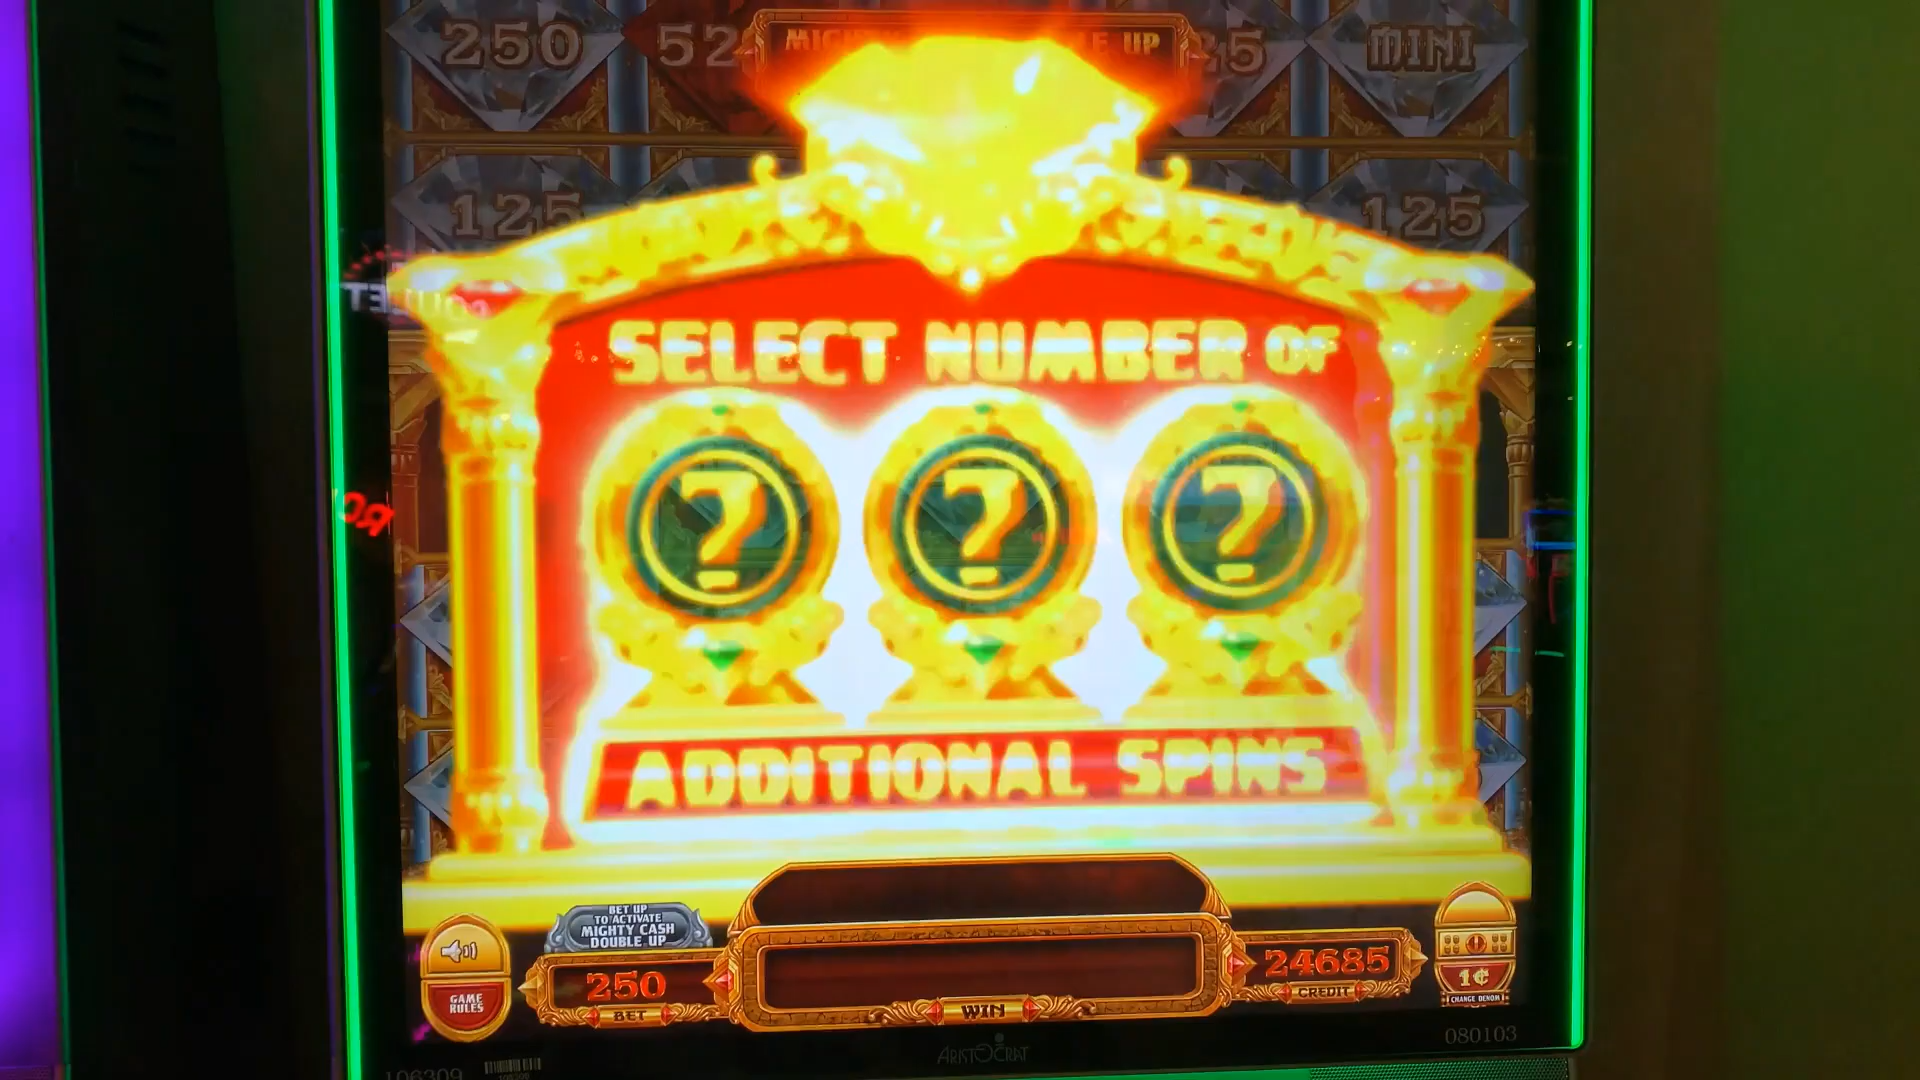 250
MINI
125
125
SELECT NUMBER OF
? ? ?
ADDITIONAL SPINS
BET UP
TO ACTIVATE
MIGHTY CASH
DOUBLE UP
GAME
RULES
250
BET
WIN
24685
CREDIT
1¢
CHANGE DENOM
ARISTOCRAT
080103
106309